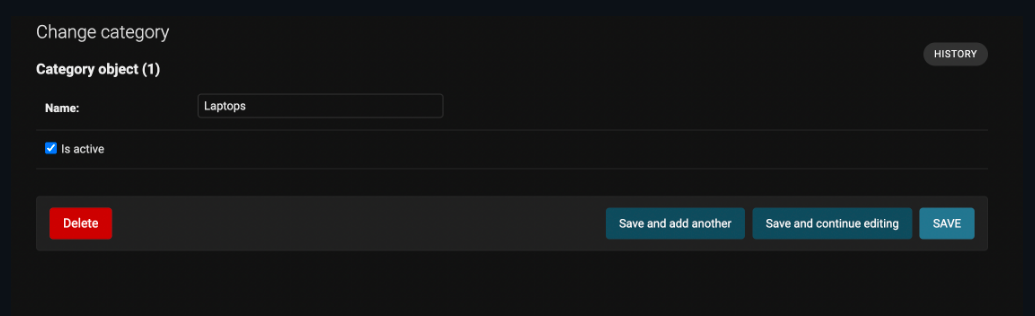 Change category
HISTORY
Category object (1)
Name: Laptops
Is active
Delete Save and add another Save and continue editing SAVE